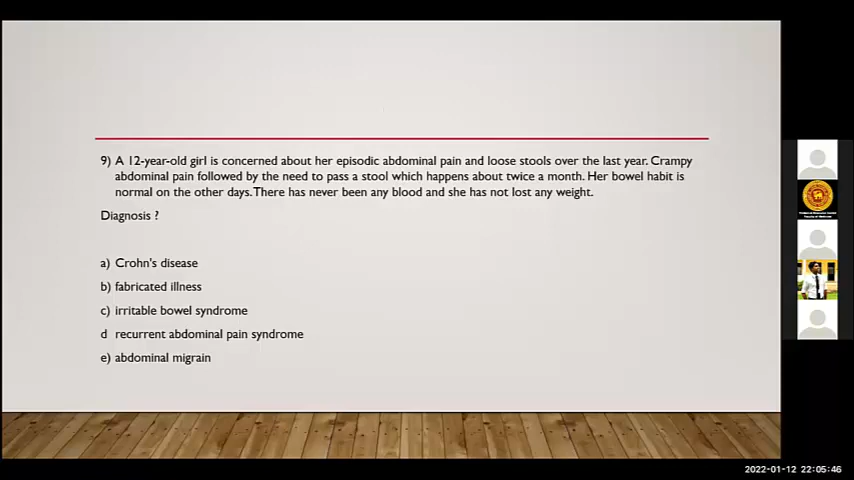 9) A 12-year-old girl is concerned about her episodic abdominal pain and loose stools over the last year. Crampy
abdominal pain followed by the need to pass a stool which happens about twice a month. Her bowel habit is
normal on the other days. There has never been any blood and she has not lost any weight.
Diagnosis ?
a) Crohn's disease
b) fabricated illness
c) irritable bowel syndrome
d recurrent abdominal pain syndrome
e) abdominal migrain
2022-01-12 22:05:46